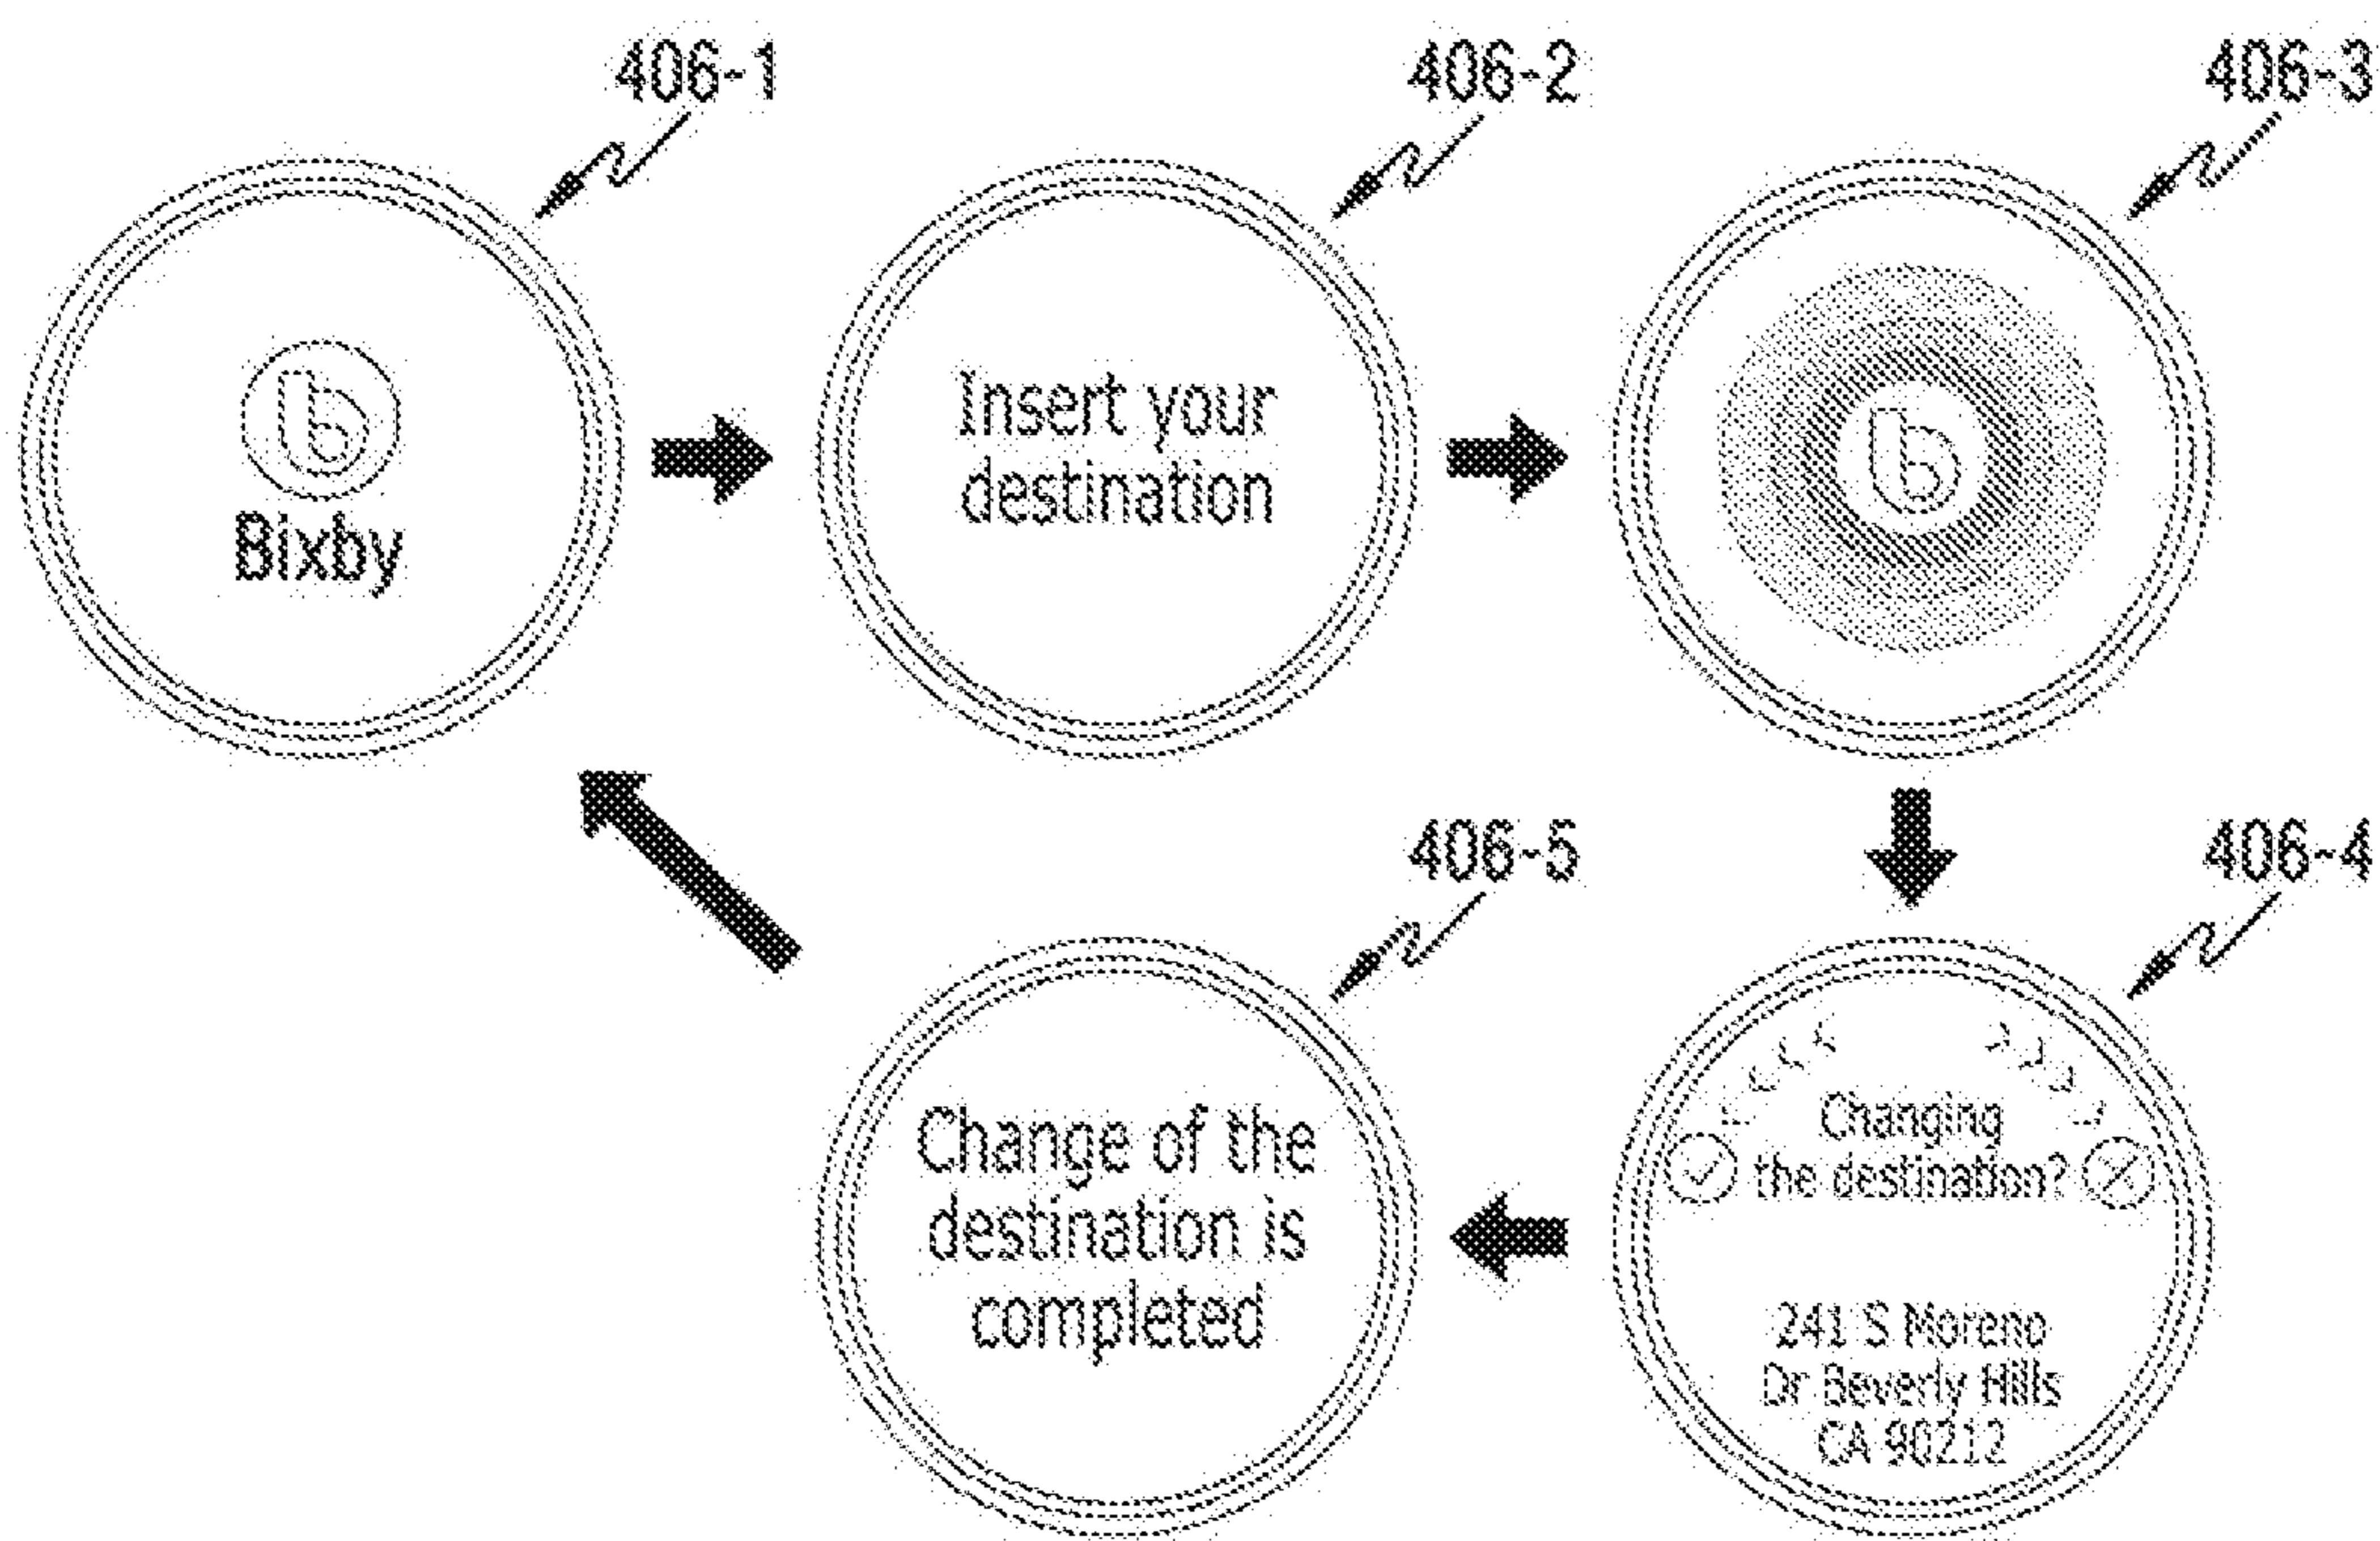 406-1
406-2
406-3
b
Bixby
Insert your
destination
b
406-5
406-4
Change of the
destination is
completed
Changing
the destination?
241 S Moreno
Dr Beverly Hills
CA 90212